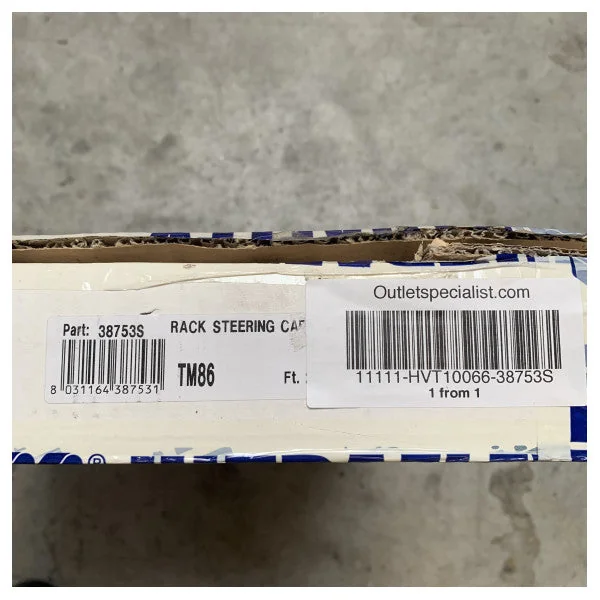 Part: 38753S
RACK STEERING CA
8 031164 387531
TM86
Ft.
Outletspecialist.com
11111-HVT10066-38753S
1 from 1
®